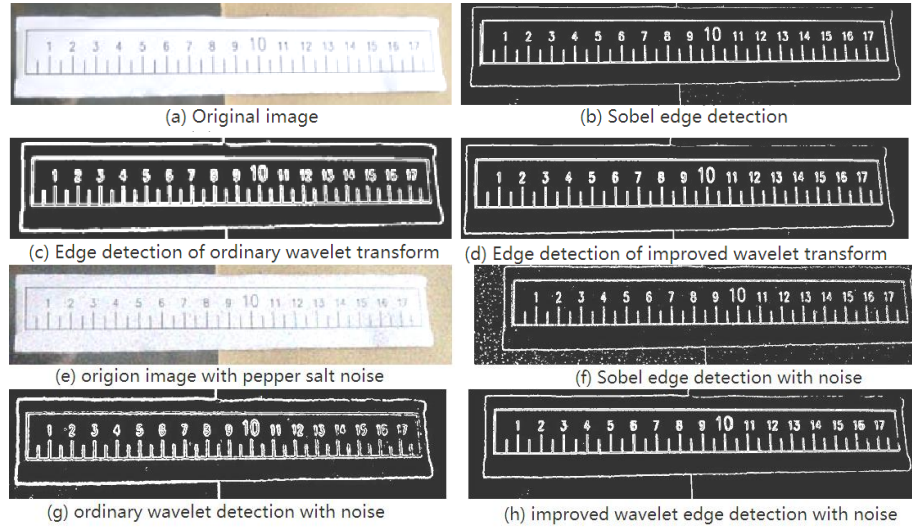 1 2 3 4 5 6 7 8 9 10 11 12 13 14 15 16 17
1 2 3 4 5 6 7 8 9 10 11 12 13 14 15 16 17
(a) Original image
(b) Sobel edge detection
1 2 3 4 5 6 7 8 9 10 11 12 13 14 15 16 17
1 2 3 4 5 6 7 8 9 10 11 12 13 14 15 16 17
(c) Edge detection of ordinary wavelet transform
(d) Edge detection of improved wavelet transform
1 2 3 4 5 6 7 8 9 10 11 12 13 14 15 16 17
1 2 3 4 5 6 7 8 9 10 11 12 13 14 15 16 17
(e) origion image with pepper salt noise
(f) Sobel edge detection with noise
1 2 3 4 5 6 7 8 9 10 11 12 13 14 15 16 17
1 2 3 4 5 6 7 8 9 10 11 12 13 14 15 16 17
(g) ordinary wavelet detection with noise
(h) improved wavelet edge detection with noise